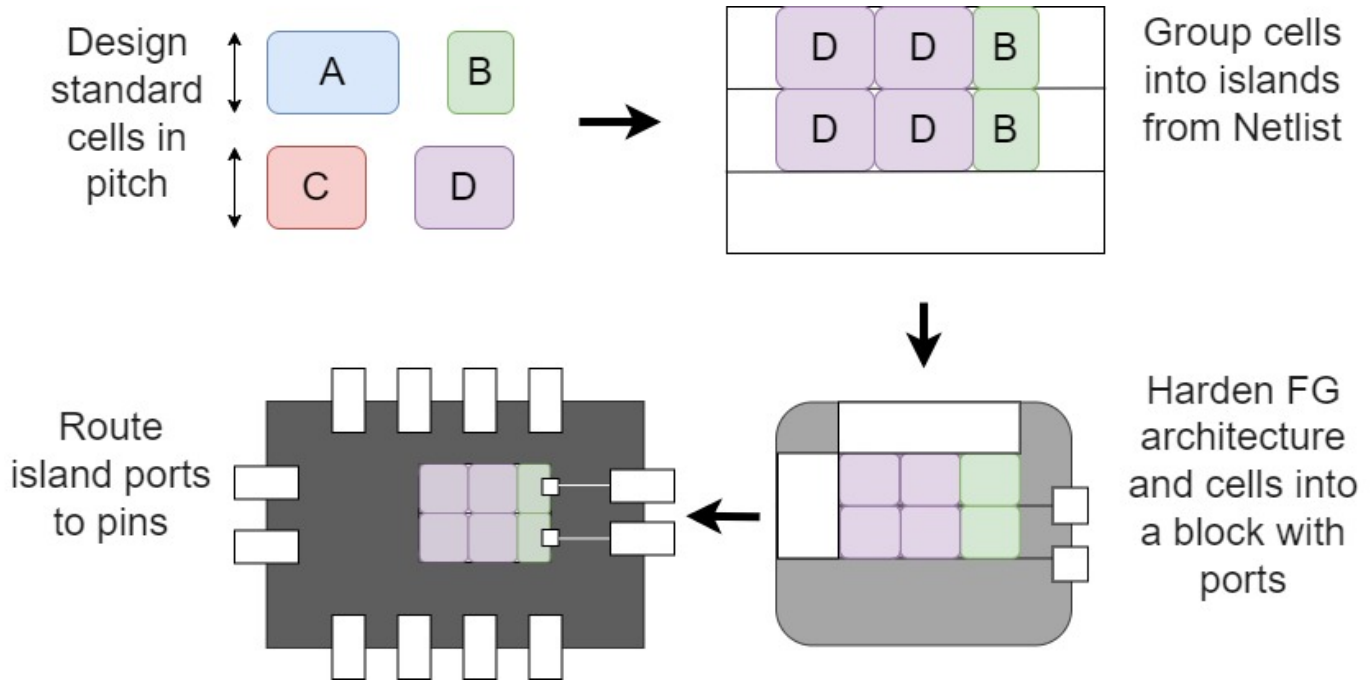 Design
standard
cells in
pitch
A
B
C
D
D D B
D D B
Group cells
into islands
from Netlist
Harden FG
architecture
and cells into
a block with
ports
Route
island ports
to pins